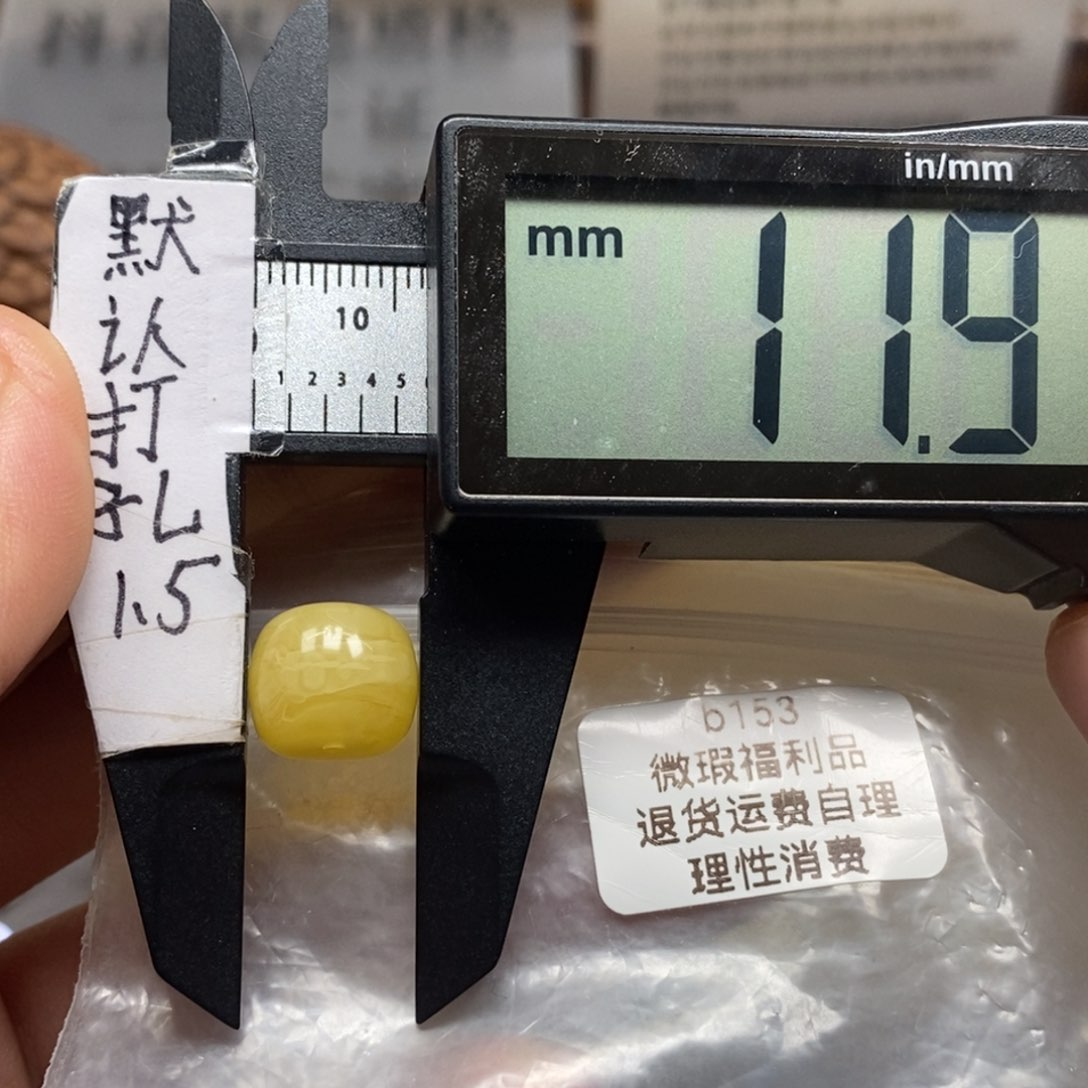 默
认
打
孔
1.5
in/mm
mm
11.9
10
1 2 3 4 5
b153
微瑕福利品
退货运费自理
理性消费